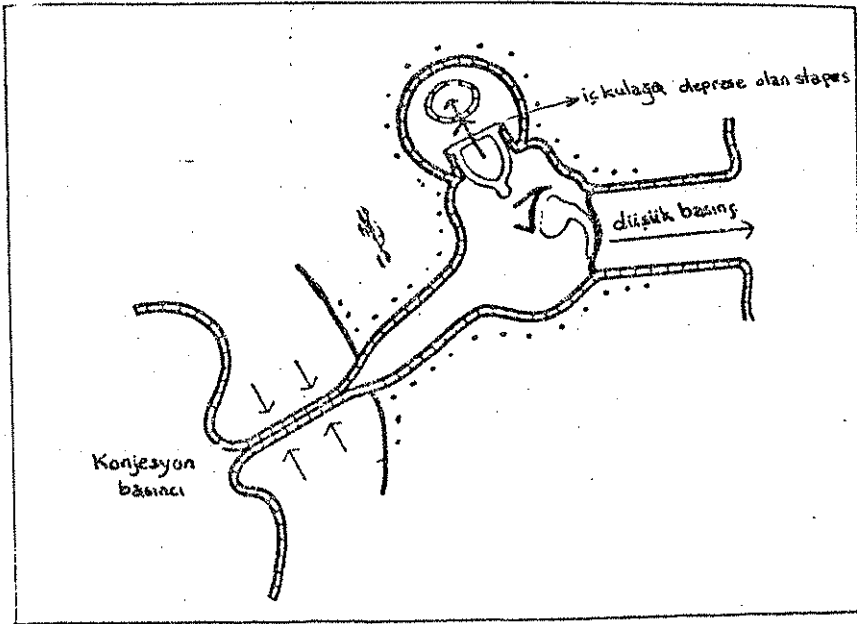 iç kulağa deprese olan stapes
düşük basınç
Konjesyon
basıncı